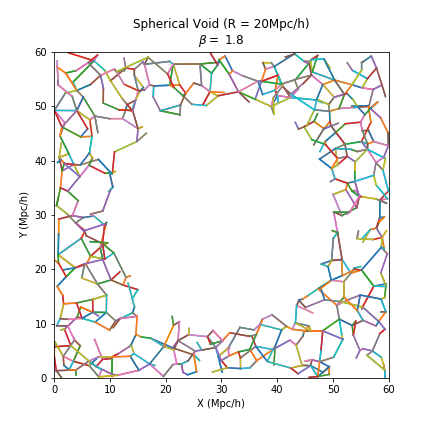 Spherical Void (R = 20Mpc/h)
β = 1.8
60
50
40
30
20
10
0
Y (Mpc/h)
0 10 20 30 40 50 60
X (Mpc/h)